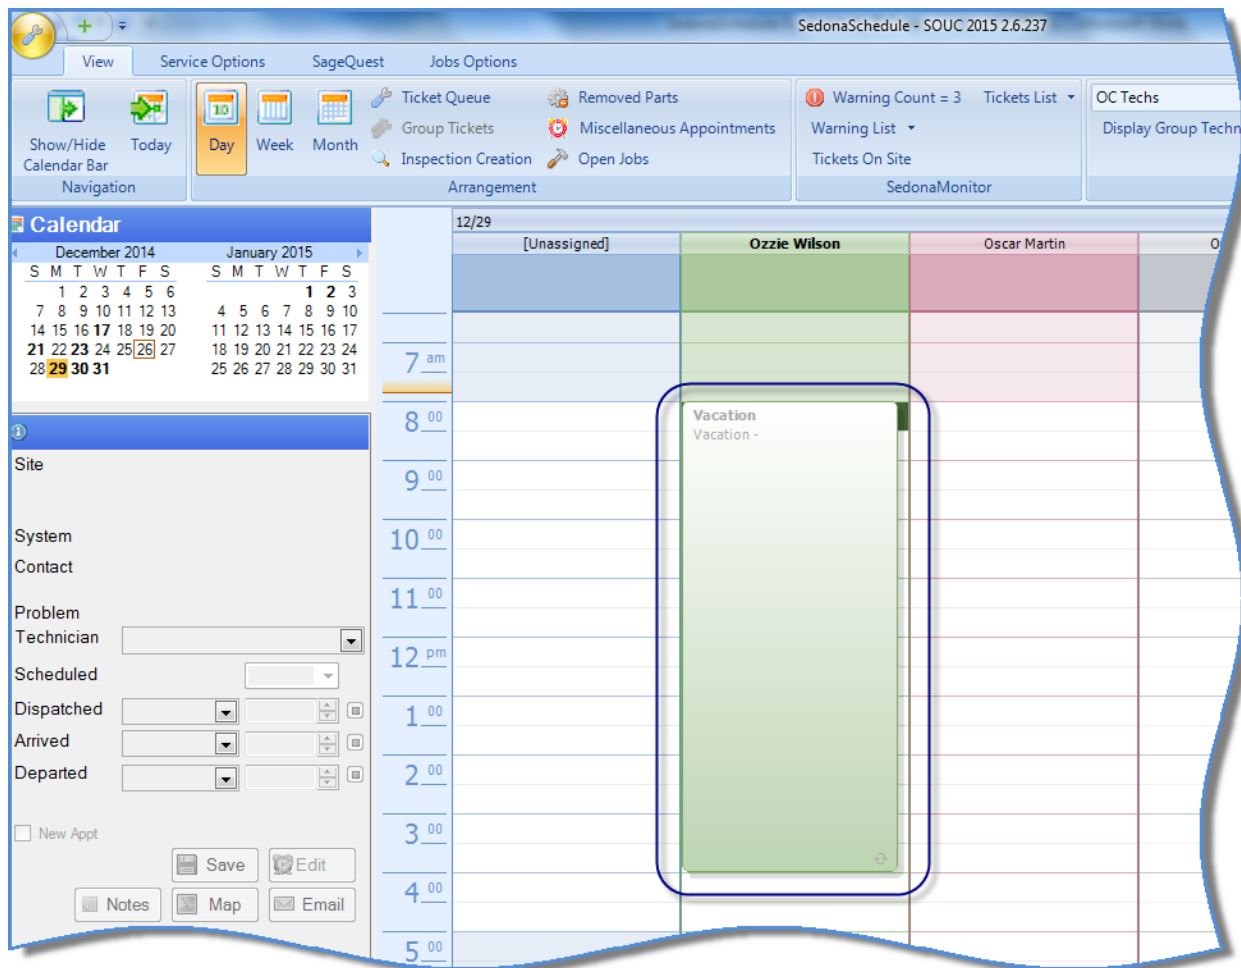 SedonaSchedule - SOUC 2015 2.6.237
View Service Options SageQuest Jobs Options
Ticket Queue Removed Parts Warning Count = 3 Tickets List OC Techs
Group Tickets Miscellaneous Appointments Warning List Display Group Techn
Show/Hide Calendar Bar Today Day Week Month
Inspection Creation Open Jobs Tickets On Site
Navigation Arrangement SedonaMonitor
Calendar 12/29
[Unassigned] Ozzie Wilson Oscar Martin O
December 2014 January 2015
S M T W T F S S M T W T F S
1 2 3 4 5 6 1 2 3
7 8 9 10 11 12 13 4 5 6 7 8 9 10
14 15 16 17 18 19 20 11 12 13 14 15 16 17
21 22 23 24 25 26 27 18 19 20 21 22 23 24
28 29 30 31 25 26 27 28 29 30 31
7 am
8 00
Vacation
Vacation -
9 00
10 00
11 00
12 pm
1 00
2 00
3 00
4 00
5 00
Site
System
Contact
Problem
Technician
Scheduled
Dispatched
Arrived
Departed
New Appt
Save Edit
Notes Map Email